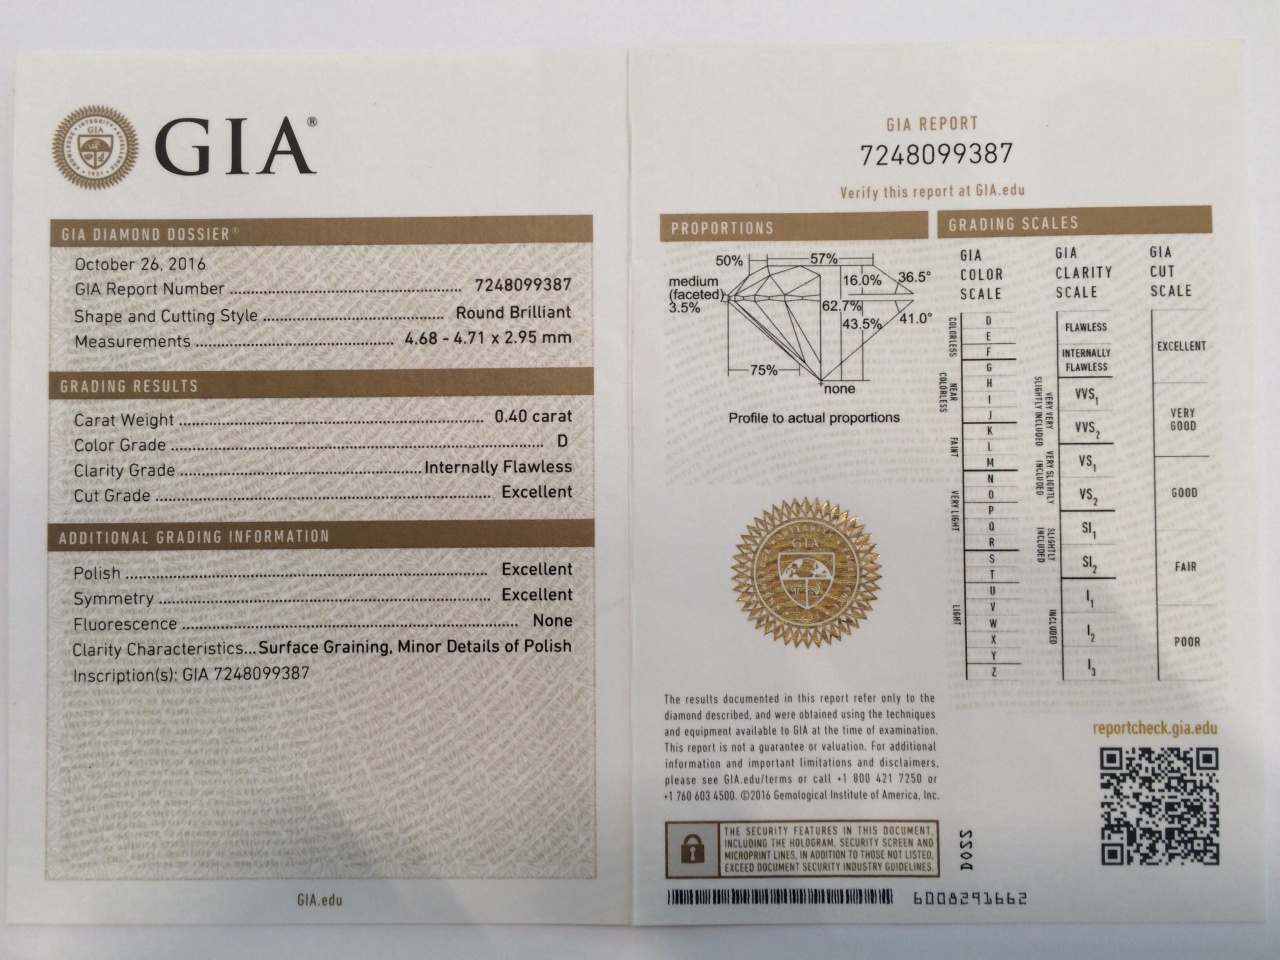 GIA®
GIA DIAMOND DOSSIER®
October 26, 2016
GIA Report Number ........ 7248099387
Shape and Cutting Style ........ Round Brilliant
Measurements ........ 4.68 - 4.71 x 2.95 mm
GRADING RESULTS
Carat Weight ........ 0.40 carat
Color Grade ........ D
Clarity Grade ........ Internally Flawless
Cut Grade ........ Excellent
ADDITIONAL GRADING INFORMATION
Polish ........ Excellent
Symmetry ........ Excellent
Fluorescence ........ None
Clarity Characteristics... Surface Graining, Minor Details of Polish
Inscription(s): GIA 7248099387
GIA.edu
GIA REPORT
7248099387
Verify this report at GIA.edu
PROPORTIONS
50%
57%
medium
(faceted)
3.5%
16.0%
36.5°
62.7%
43.5%
41.0°
75%
none
Profile to actual proportions
GIA
The results documented in this report refer only to the
diamond described, and were obtained using the techniques
and equipment available to GIA at the time of examination.
This report is not a guarantee or valuation. For additional
information and important limitations and disclaimers,
please see GIA.edu/terms or call +1 800 421 7250 or
+1 760 603 4500. ©2016 Gemological Institute of America, Inc.
THE SECURITY FEATURES IN THIS DOCUMENT,
INCLUDING THE HOLOGRAM, SECURITY SCREEN AND
MICROPRINT LINES, IN ADDITION TO THOSE NOT LISTED,
EXCEED DOCUMENT SECURITY INDUSTRY GUIDELINES.
DOSS
6008291662
GRADING SCALES
GIA
COLOR
SCALE
COLORLESS
D
E
F
NEAR
COLORLESS
G
H
I
J
FAINT
K
L
M
VERY LIGHT
N
O
P
Q
R
LIGHT
S
T
U
V
W
X
Y
Z
GIA
CLARITY
SCALE
FLAWLESS
INTERNALLY
FLAWLESS
VERY VERY
SLIGHTLY INCLUDED
VVS1
VVS2
VERY SLIGHTLY
INCLUDED
VS1
VS2
SLIGHTLY
INCLUDED
SI1
SI2
INCLUDED
I1
I2
I3
GIA
CUT
SCALE
EXCELLENT
VERY
GOOD
GOOD
FAIR
POOR
reportcheck.gia.edu